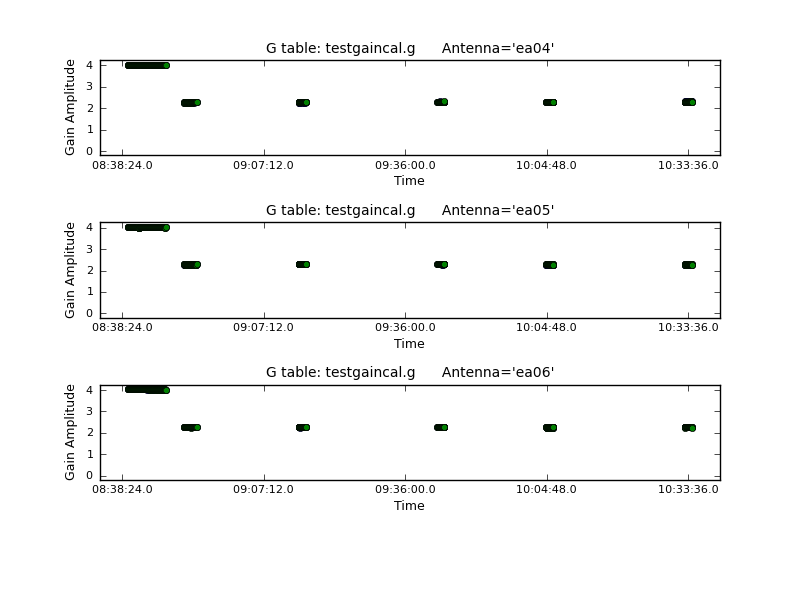 G table: testgaincal.g Antenna='ea04'
Gain Amplitude
4
3
2
1
0
08:38:24.0 09:07:12.0 09:36:00.0 10:04:48.0 10:33:36.0
Time
G table: testgaincal.g Antenna='ea05'
Gain Amplitude
4
3
2
1
0
08:38:24.0 09:07:12.0 09:36:00.0 10:04:48.0 10:33:36.0
Time
G table: testgaincal.g Antenna='ea06'
Gain Amplitude
4
3
2
1
0
08:38:24.0 09:07:12.0 09:36:00.0 10:04:48.0 10:33:36.0
Time